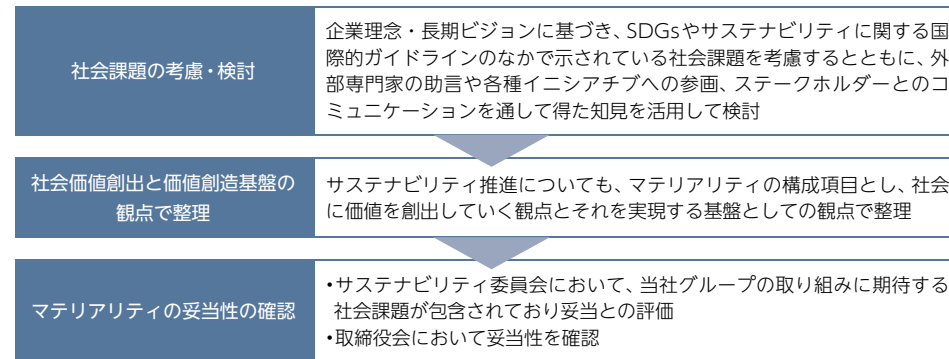 社会課題の考慮・検討
企業理念・長期ビジョンに基づき、SDGsやサステナビリティに関する国
際的ガイドラインのなかで示されている社会課題を考慮するとともに、外
部専門家の助言や各種イニシアチブへの参画、ステークホルダーとのコ
ミュニケーションを通して得た知見を活用して検討
社会価値創出と価値創造基盤の
観点で整理
サステナビリティ推進についても、マテリアリティの構成項目とし、社会
に価値を創出していく観点とそれを実現する基盤としての観点で整理
マテリアリティの妥当性の確認
•サステナビリティ委員会において、当社グループの取り組みに期待する
社会課題が包含されており妥当との評価
•取締役会において妥当性を確認